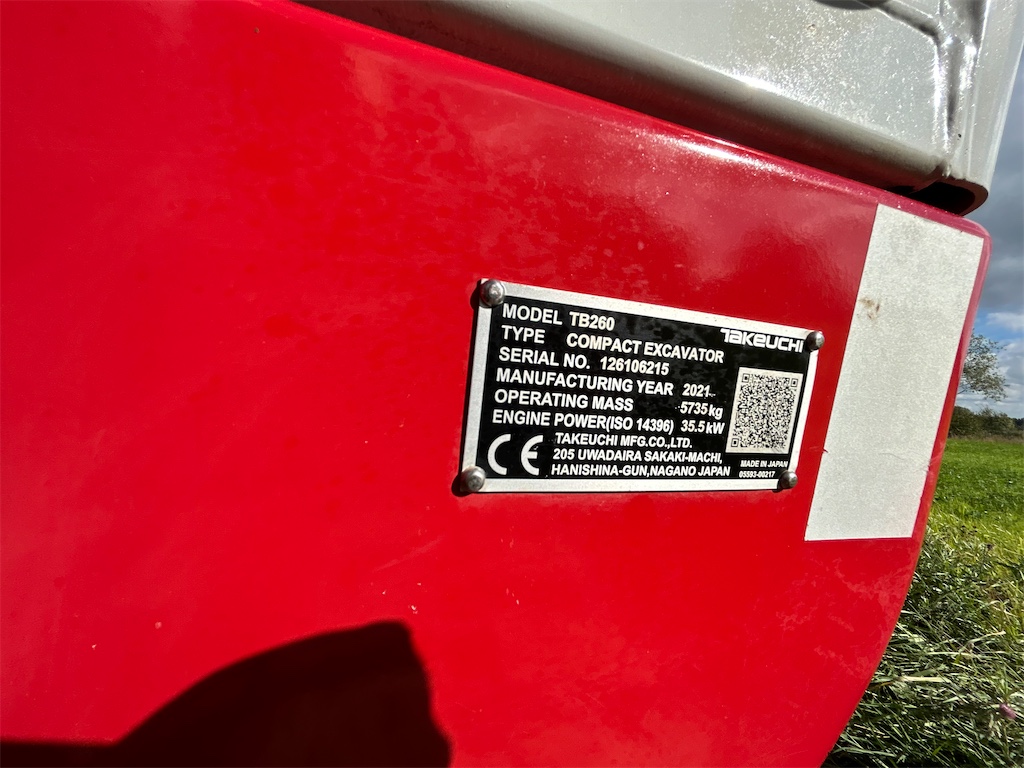 MODEL TB260
TAKEUCHI
TYPE COMPACT EXCAVATOR
SERIAL NO. 126106215
MANUFACTURING YEAR 2021
OPERATING MASS 5735 kg
ENGINE POWER(ISO 14396) 35.5 kW
CE TAKEUCHI MFG.CO.,LTD.
205 UWADAIRA SAKAKI-MACHI,
HANISHINA-GUN,NAGANO JAPAN
MADE IN JAPAN
05593-00217